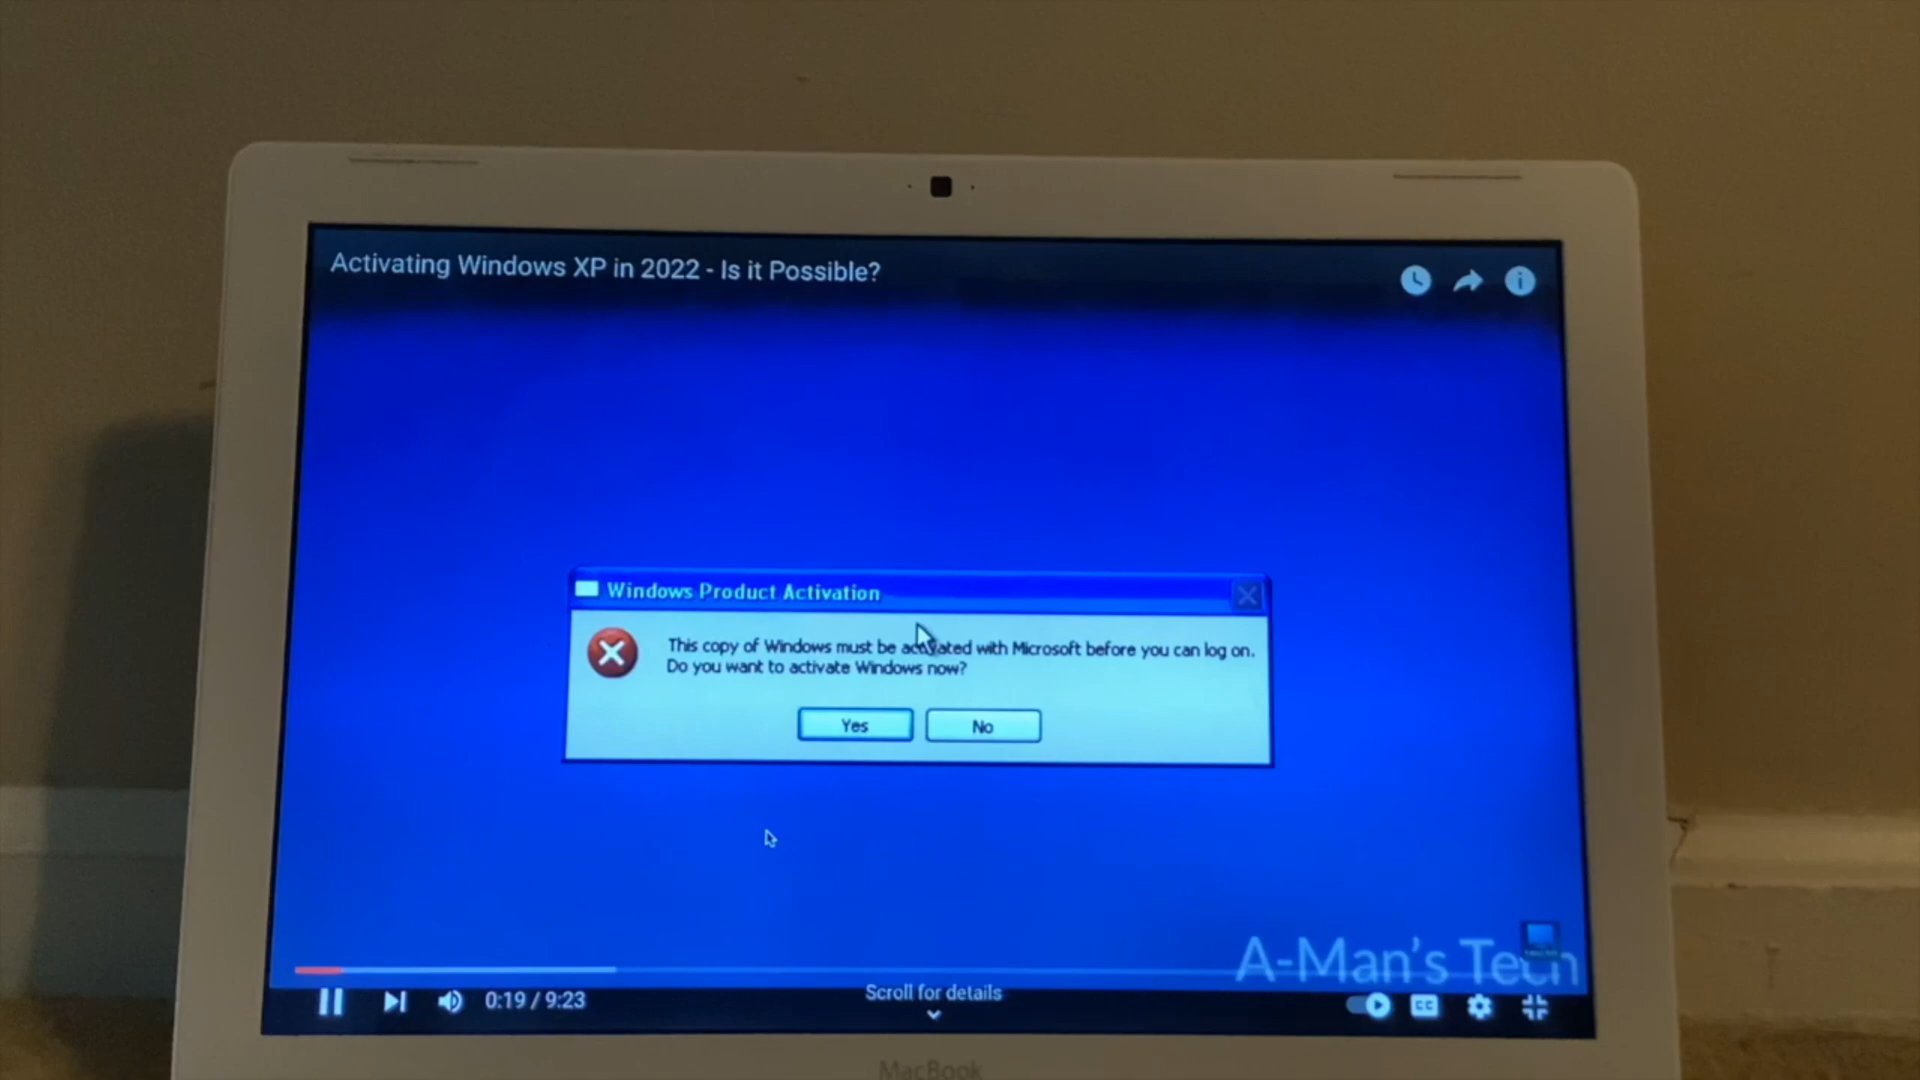 Activating Windows XP in 2022 - Is it Possible?
Windows Product Activation
This copy of Windows must be activated with Microsoft before you can log on.
Do you want to activate Windows now?
Yes
No
A-Man's Tech
0:19 / 9:23
Scroll for details
CC
MacBook